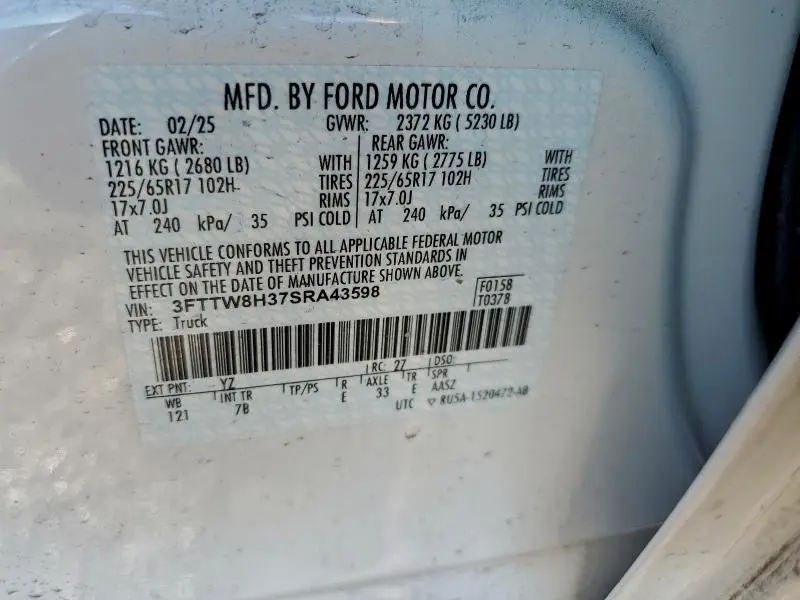 MFD. BY FORD MOTOR CO.
DATE: 02/25 GVWR: 2372 KG ( 5230 LB)
FRONT GAWR: REAR GAWR:
1216 KG ( 2680 LB) WITH 1259 KG ( 2775 LB) WITH
225/65R17 102H TIRES 225/65R17 102H TIRES
17x7.0J RIMS 17x7.0J RIMS
AT 240 kPa/ 35 PSI COLD AT 240 kPa/ 35 PSI COLD
THIS VEHICLE CONFORMS TO ALL APPLICABLE FEDERAL MOTOR
VEHICLE SAFETY AND THEFT PREVENTION STANDARDS IN
EFFECT ON THE DATE OF MANUFACTURE SHOWN ABOVE.
VIN: 3FTTW8H37SRA43598 F0158
TYPE: Truck T0378
EXT PNT: YZ RC: 27 DSO:
WB INT TR TP/PS R AXLE TR SPR
121 7B E 33 E AASZ
UTC ▽ RU5A-1520472-AB